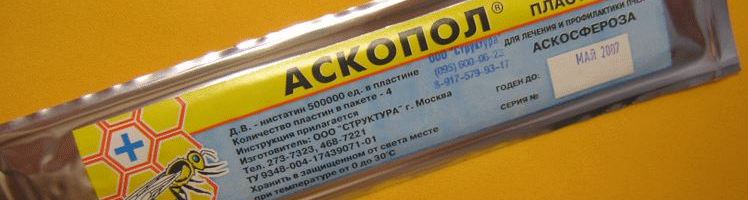 АСКОПОЛ®
ПЛАСТ
ДЛЯ ЛЕЧЕНИЯ И ПРОФИЛАКТИКИ ПЧЕ
АСКОСФЕРОЗА
ООО "Структура"
(095) 600-96-22
8-917-579-93-17
ГОДЕН ДО:
МАЙ 2007
СЕРИЯ №
Д.В. - нистатин 500000 ед. в пластине
Количество пластин в пакете - 4
Инструкция прилагается
Изготовитель: ООО "СТРУКТУРА" г. Москва
Тел. 273-7323, 468-7221
ТУ 9348-004-17439071-01
Хранить в защищенном от света месте
при температуре от 0 до 30°С